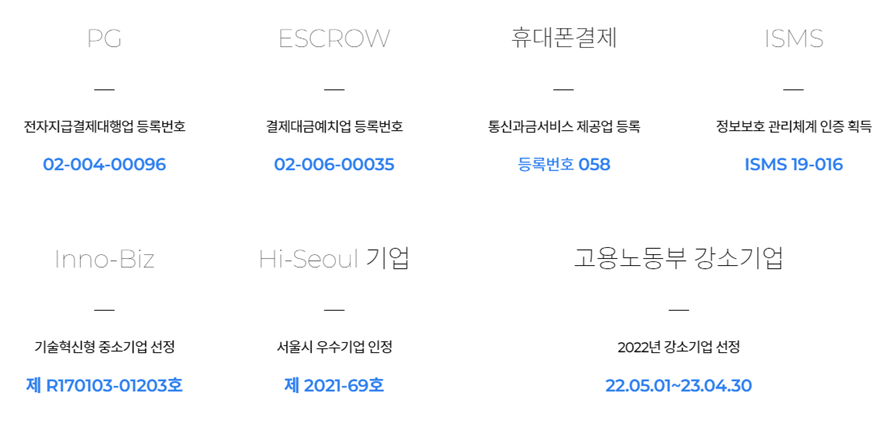 PG
ESCROW
휴대폰결제
ISMS
전자지급결제대행업 등록번호
결제대금예치업 등록번호
통신과금서비스 제공업 등록
정보보호 관리체계 인증 획득
02-004-00096
02-006-00035
등록번호 058
ISMS 19-016
Inno-Biz
Hi-Seoul 기업
고용노동부 강소기업
기술혁신형 중소기업 선정
서울시 우수기업 인정
2022년 강소기업 선정
제 R170103-01203호
제 2021-69호
22.05.01~23.04.30